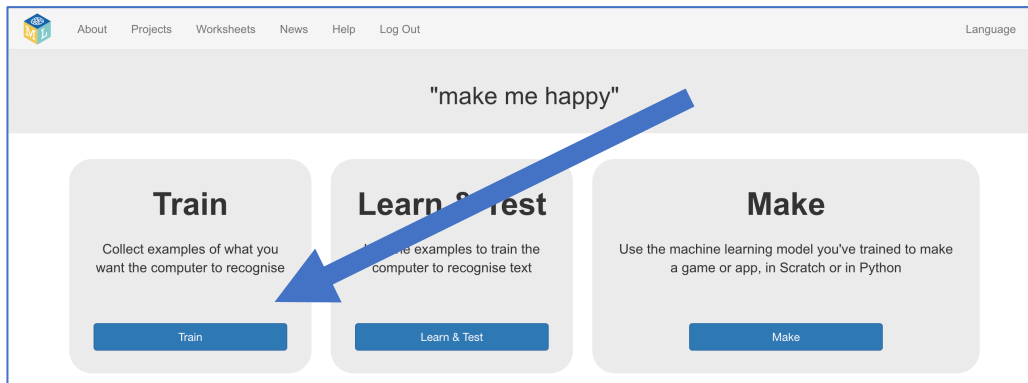 ML
About Projects Worksheets News Help Log Out Language
"make me happy"
Train
Collect examples of what you
want the computer to recognise
Train
Learn & Test
examples to train the
computer to recognise text
Learn & Test
Make
Use the machine learning model you've trained to make
a game or app, in Scratch or in Python
Make